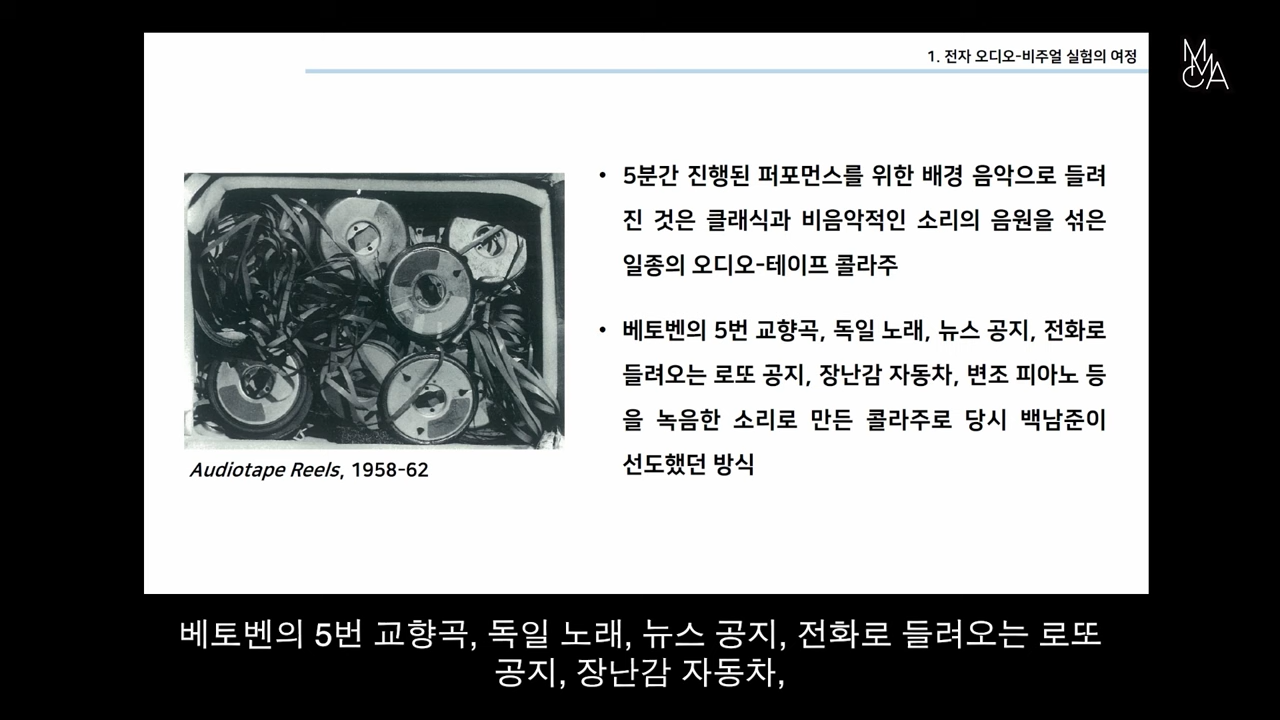 1. 전자 오디오-비주얼 실험의 여정
MMCA
• 5분간 진행된 퍼포먼스를 위한 배경 음악으로 들려
진 것은 클래식과 비음악적인 소리의 음원을 섞은
일종의 오디오-테이프 콜라주
• 베토벤의 5번 교향곡, 독일 노래, 뉴스 공지, 전화로
들려오는 로또 공지, 장난감 자동차, 변조 피아노 등
을 녹음한 소리로 만든 콜라주로 당시 백남준이
선도했던 방식
Audiotape Reels, 1958-62
베토벤의 5번 교향곡, 독일 노래, 뉴스 공지, 전화로 들려오는 로또
공지, 장난감 자동차,